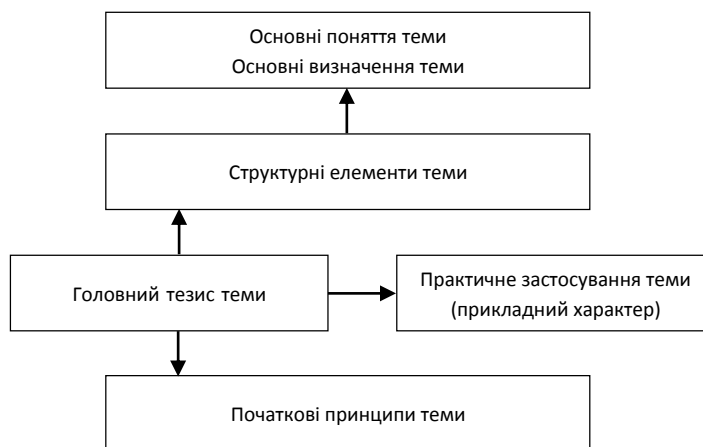 Основні поняття теми
Основні визначення теми
Структурні елементи теми
Головний тезис теми
Практичне застосування теми
(прикладний характер)
Початкові принципи теми